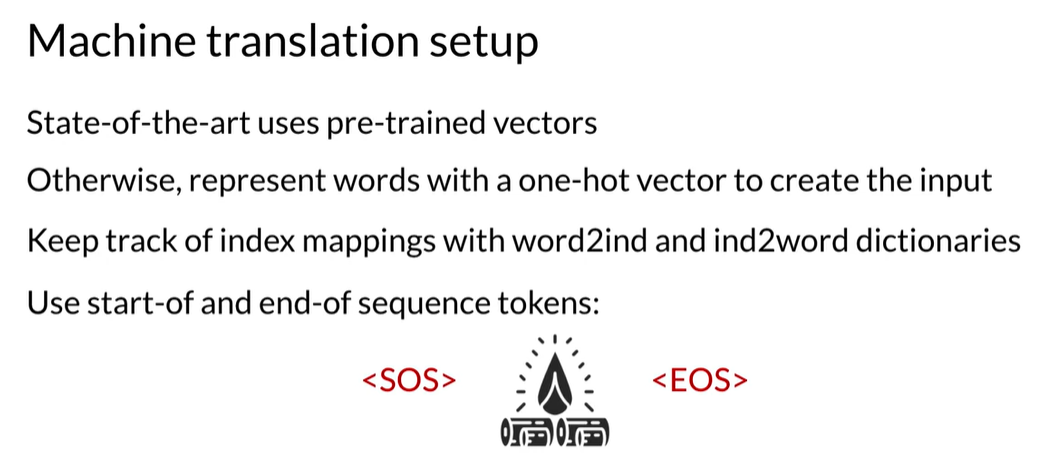 Machine translation setup
State-of-the-art uses pre-trained vectors
Otherwise, represent words with a one-hot vector to create the input
Keep track of index mappings with word2ind and ind2word dictionaries
Use start-of and end-of sequence tokens:
<SOS> <EOS>